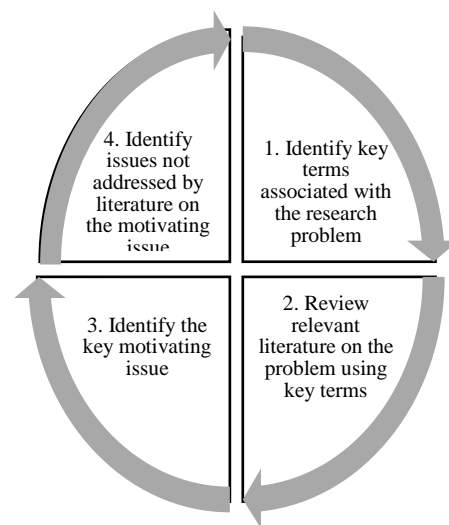 1. Identify key
terms
associated with
the research
problem
2. Review
relevant
literature on the
problem using
key terms
3. Identify the
key motivating
issue
4. Identify
issues not
addressed by
literature on
the motivating
issue